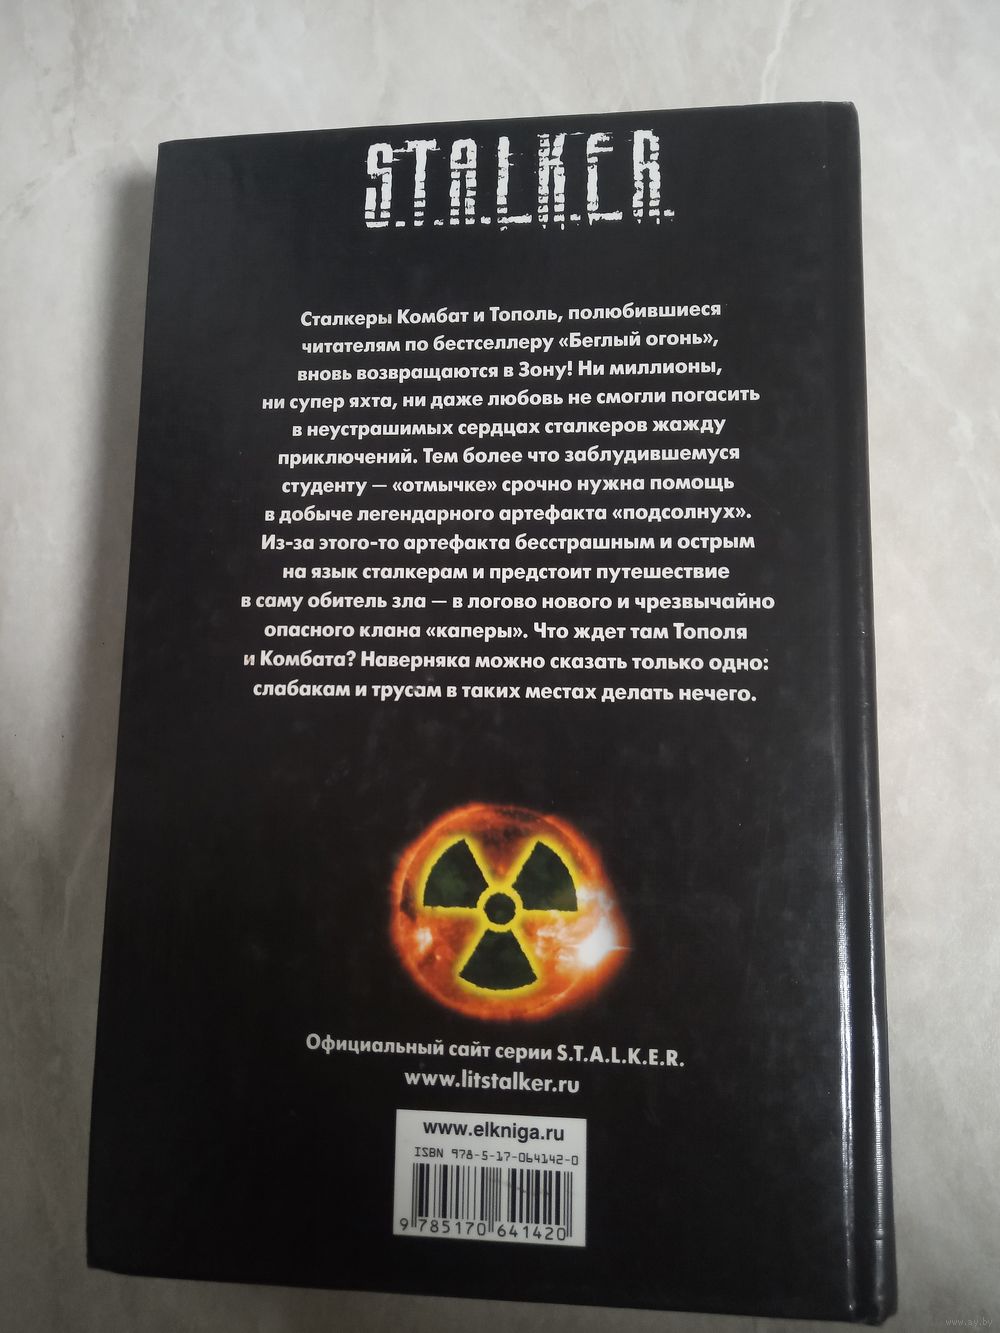 S.T.A.L.K.E.R.
Сталкеры Комбат и Тополь, полюбившиеся
читателям по бестселлеру «Беглый огонь»,
вновь возвращаются в Зону! Ни миллионы,
ни супер яхта, ни даже любовь не смогли погасить
в неустрашимых сердцах сталкеров жажду
приключений. Тем более что заблудившемуся
студенту — «отмычке» срочно нужна помощь
в добыче легендарного артефакта «подсолнух».
Из-за этого-то артефакта бесстрашным и острым
на язык сталкерам и предстоит путешествие
в саму обитель зла — в логово нового и чрезвычайно
опасного клана «каперы». Что ждет там Тополя
и Комбата? Наверняка можно сказать только одно:
слабакам и трусам в таких местах делать нечего.
Официальный сайт серии S.T.A.L.K.E.R.
www.litstalker.ru
www.elkniga.ru
ISBN 978-5-17-064142-0
9 785170 641420
www.ay.by